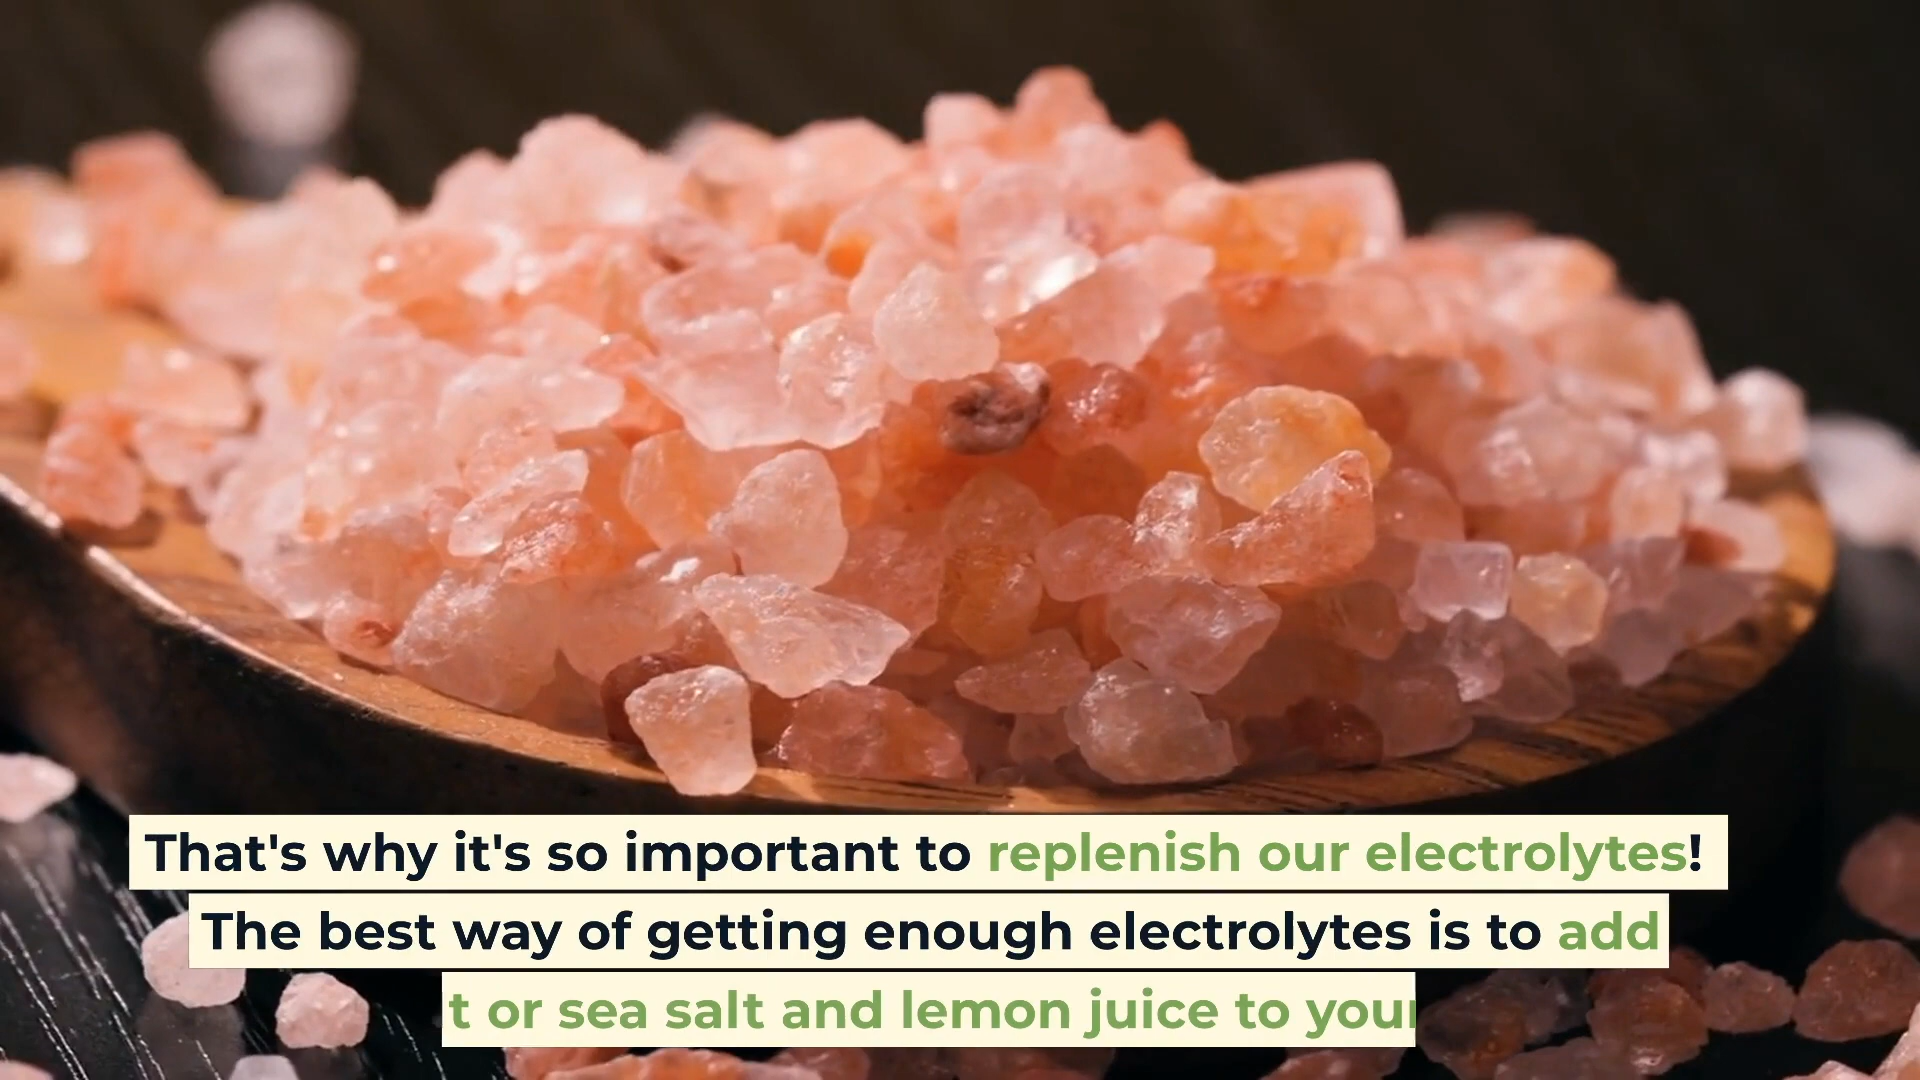 That's why it's so important to replenish our electrolytes!
The best way of getting enough electrolytes is to add
t or sea salt and lemon juice to your